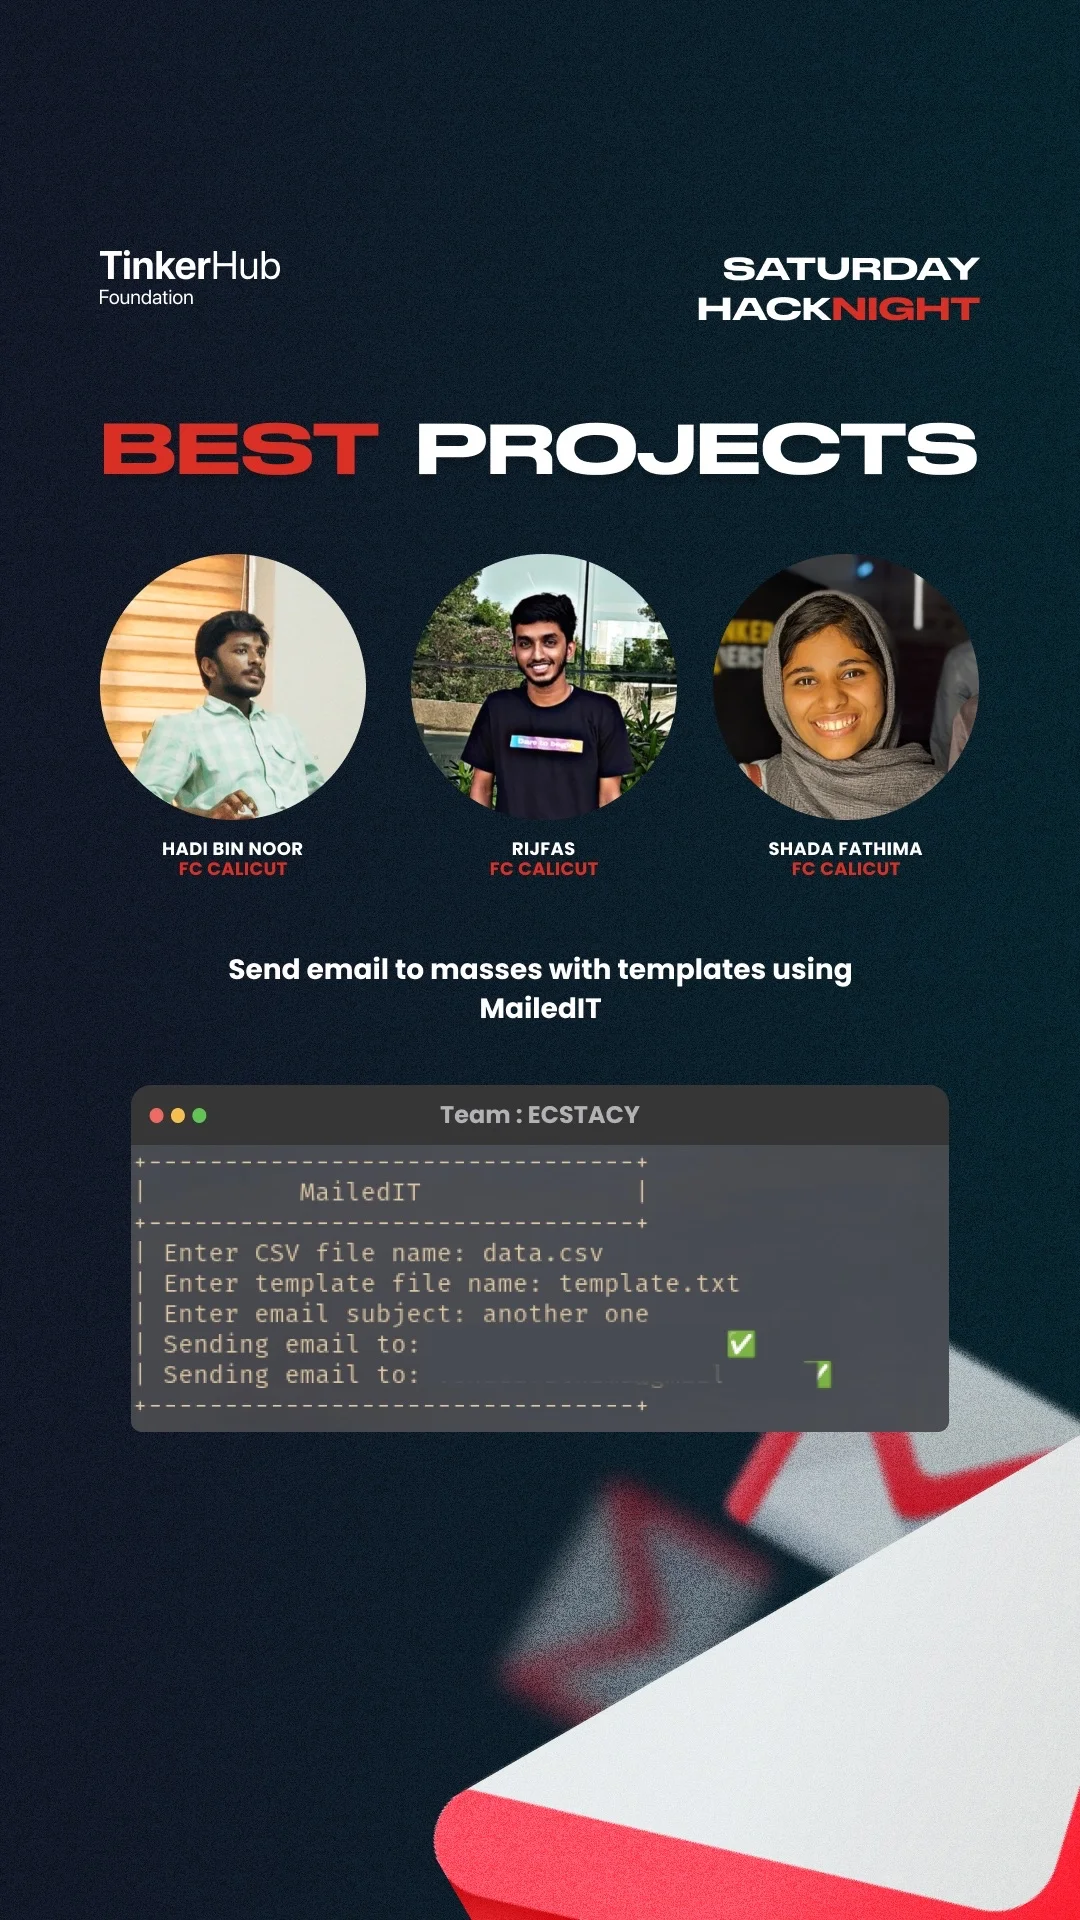 TinkerHub
Foundation
SATURDAY
HACKNIGHT
BEST PROJECTS
HADI BIN NOOR
FC CALICUT
RIJFAS
FC CALICUT
SHADA FATHIMA
FC CALICUT
Send email to masses with templates using
MailedIT
Team : ECSTACY
+--------------------------------+
| MailedIT |
+--------------------------------+
| Enter CSV file name: data.csv
| Enter template file name: template.txt
| Enter email subject: another one
| Sending email to: ✅
| Sending email to:
+--------------------------------+